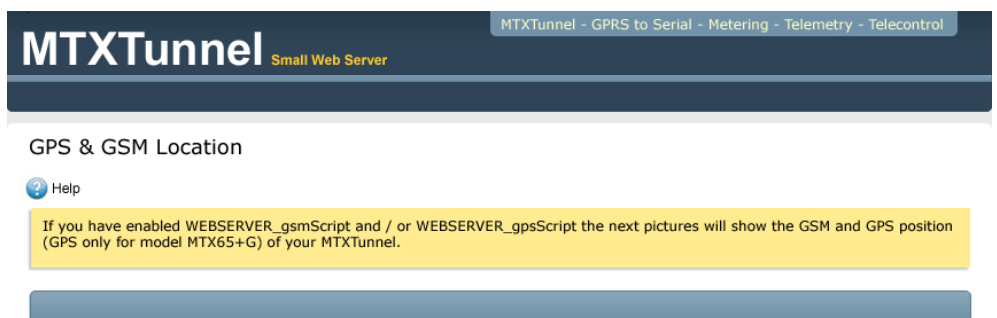 MTXTunnel - GPRS to Serial - Metering - Telemetry - Telecontrol
MTXTunnel Small Web Server
GPS & GSM Location
? Help
If you have enabled WEBSERVER_gsmScript and / or WEBSERVER_gpsScript the next pictures will show the GSM and GPS position
(GPS only for model MTX65+G) of your MTXTunnel.